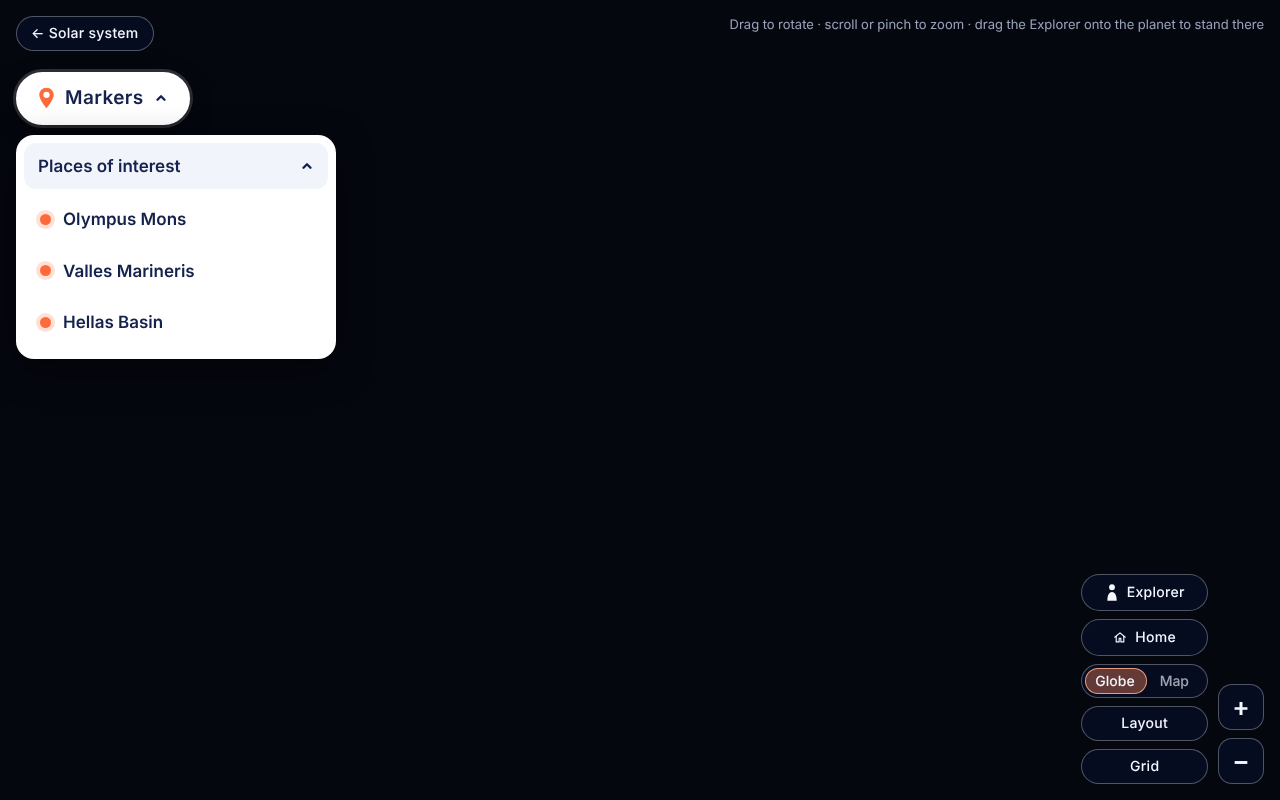 ← Solar system
Drag to rotate · scroll or pinch to zoom · drag the Explorer onto the planet to stand there
Markers
Places of interest
Olympus Mons
Valles Marineris
Hellas Basin
Explorer
Home
Globe Map
Layout
Grid
+
−